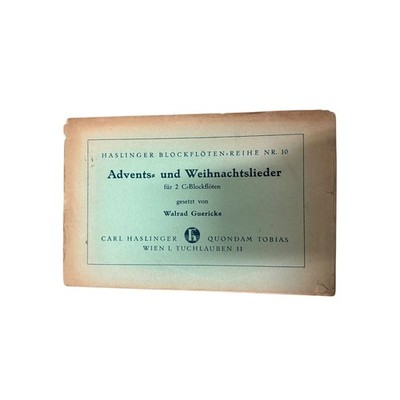 HASLINGER BLOCKFLÖTEN-REIHE NR. 10
Advents- und Weihnachtslieder
für 2 C-Blockflöten
gesetzt von
Walrad Guericke
CARL HASLINGER QUONDAM TOBIAS
WIEN I, TUCHLAUBEN 11